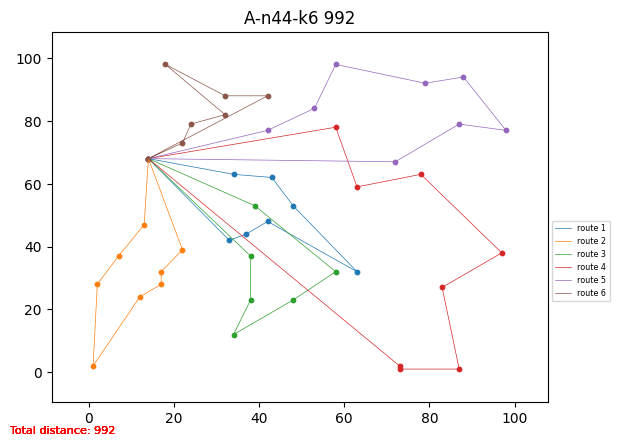 A-n44-k6 992
100
80
60
40
20
0
0 20 40 60 80 100
route 1
route 2
route 3
route 4
route 5
route 6
Total distance: 992